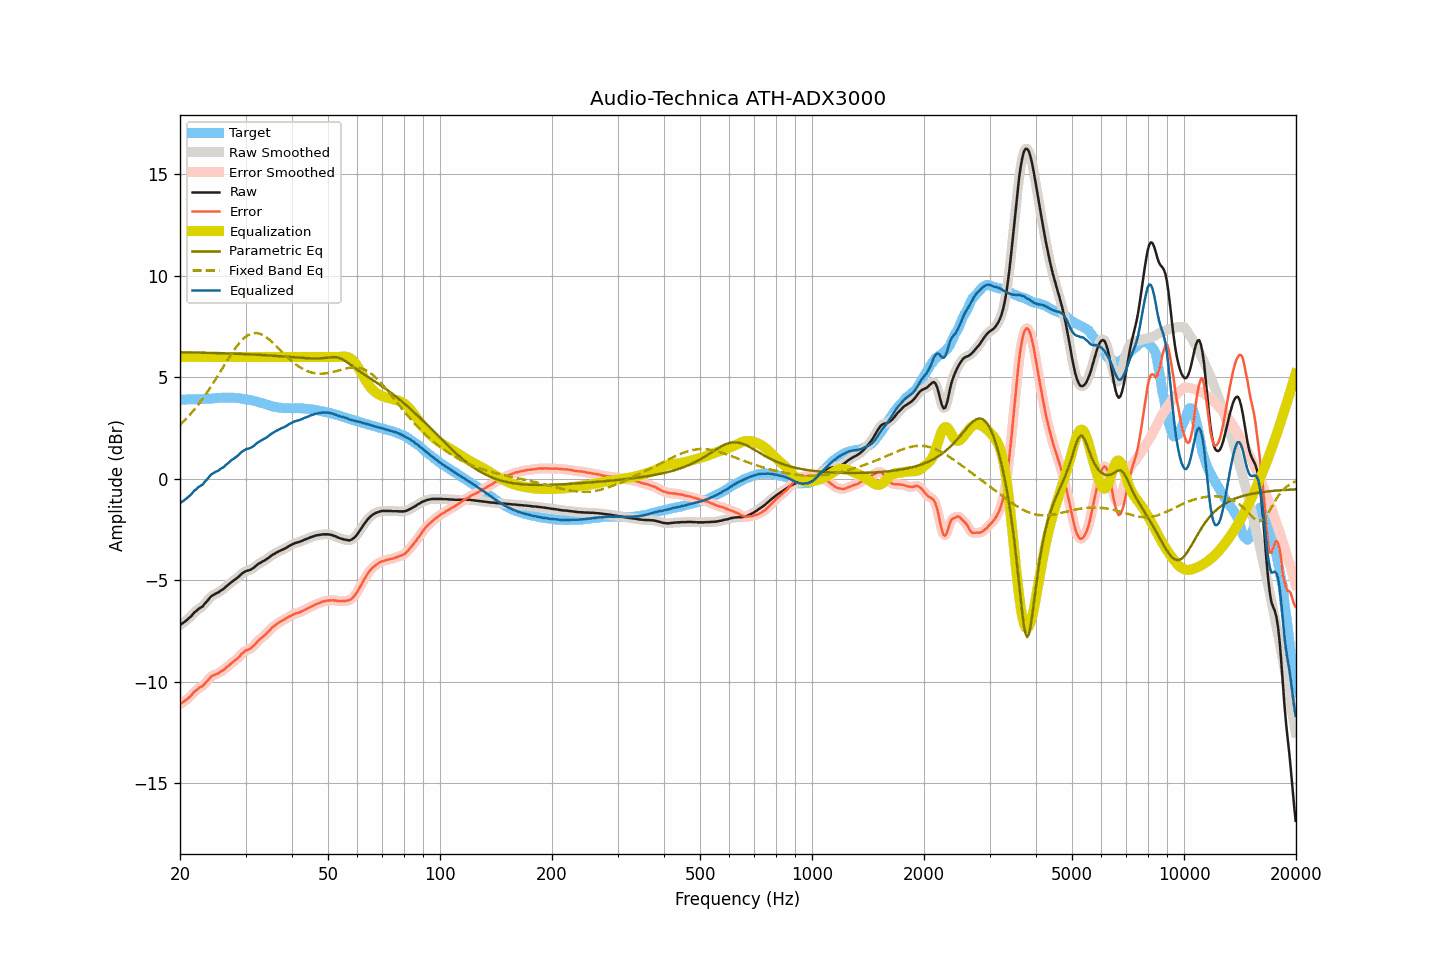 Audio-Technica ATH-ADX3000
Target
Raw Smoothed
Error Smoothed
Raw
Error
Equalization
Parametric Eq
Fixed Band Eq
Equalized
15
10
5
0
−5
−10
−15
Amplitude (dBr)
20 50 100 200 500 1000 2000 5000 10000 20000
Frequency (Hz)